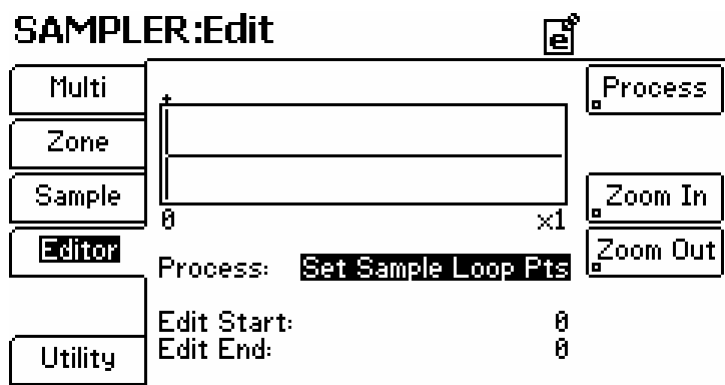 SAMPLER:Edit
e
Multi
Zone
Sample
Editor
Utility
+
0
x1
Process: Set Sample Loop Pts
Edit Start: 0
Edit End: 0
Process
Zoom In
Zoom Out